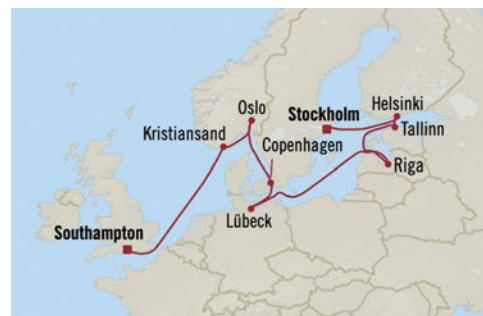 Oslo
Helsinki
Stockholm
Tallinn
Kristiansand
Copenhagen
Riga
Lübeck
Southampton